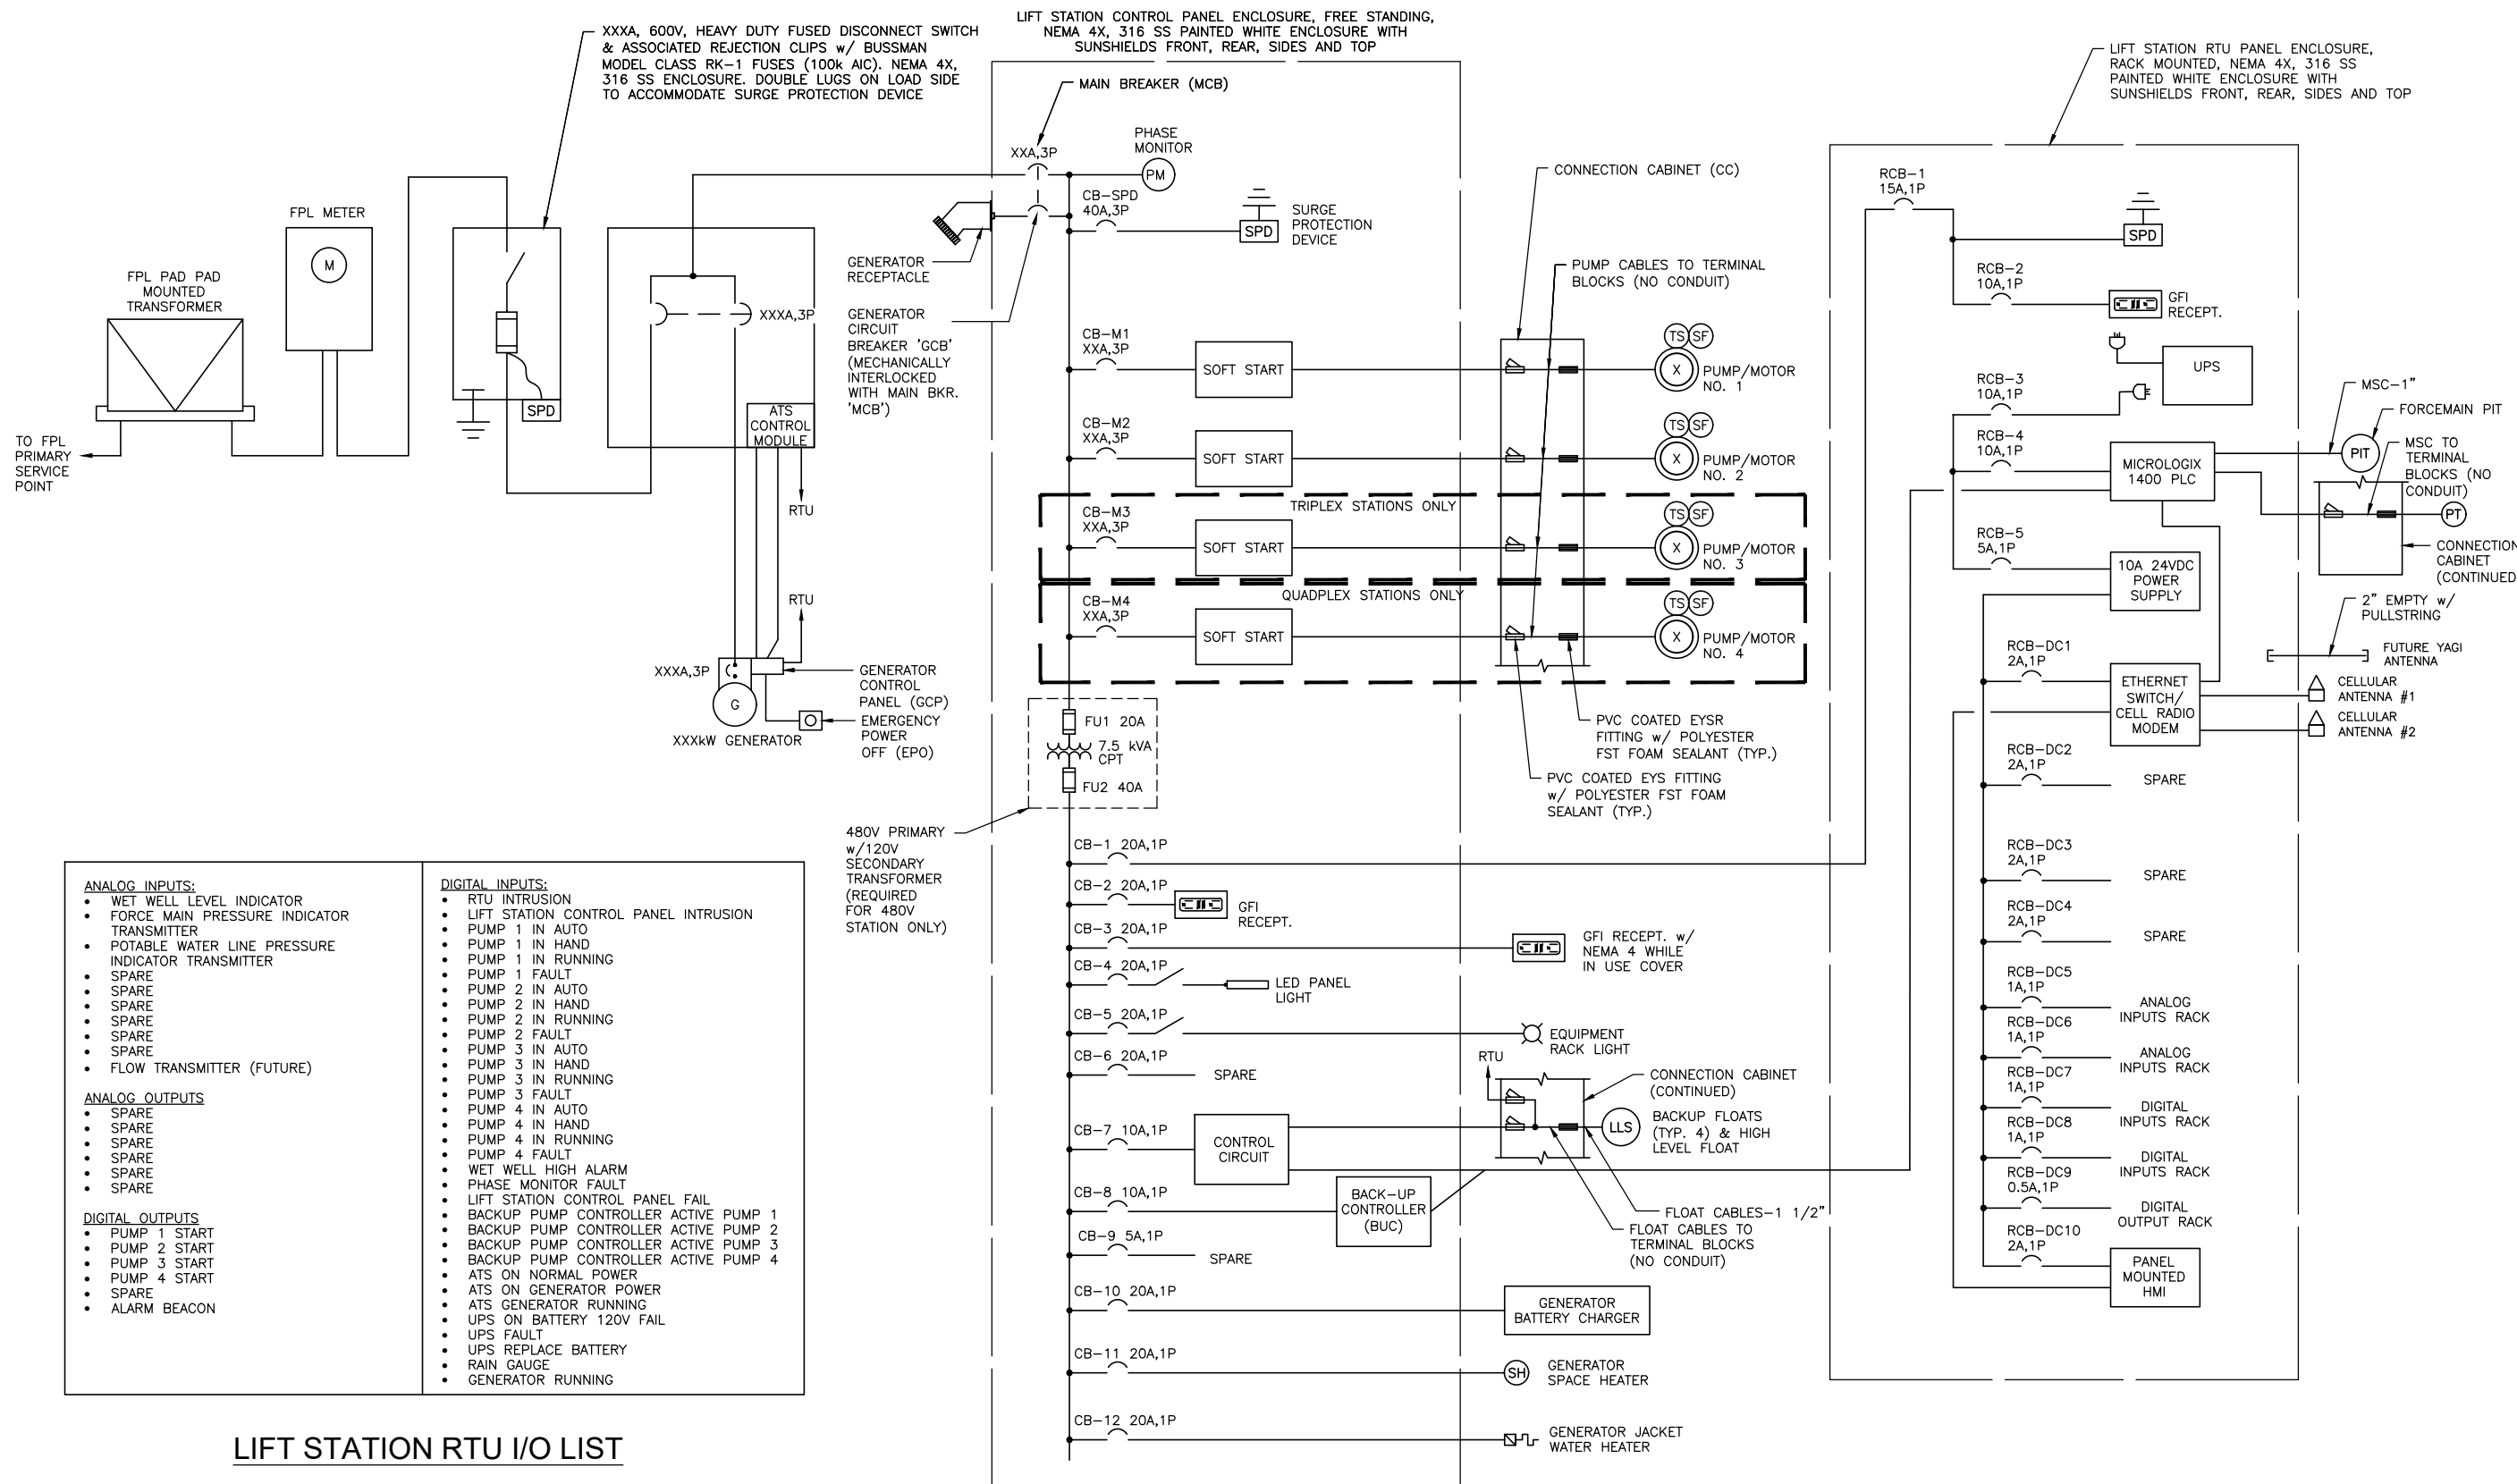 XXXA, 600V, HEAVY DUTY FUSED DISCONNECT SWITCH
& ASSOCIATED REJECTION CLIPS w/ BUSSMAN
MODEL CLASS RK-1 FUSES (100k AIC). NEMA 4X,
316 SS ENCLOSURE. DOUBLE LUGS ON LOAD SIDE
TO ACCOMMODATE SURGE PROTECTION DEVICE
LIFT STATION CONTROL PANEL ENCLOSURE, FREE STANDING,
NEMA 4X, 316 SS PAINTED WHITE ENCLOSURE WITH
SUNSHIELDS FRONT, REAR, SIDES AND TOP
LIFT STATION RTU PANEL ENCLOSURE,
RACK MOUNTED, NEMA 4X, 316 SS
PAINTED WHITE ENCLOSURE WITH
SUNSHIELDS FRONT, REAR, SIDES AND TOP
FPL PAD PAD
MOUNTED
TRANSFORMER
TO FPL
PRIMARY
SERVICE
POINT
FPL METER
M
SPD
XXXA,3P
ATS
CONTROL
MODULE
RTU
RTU
XXXA,3P
G
XXXkW GENERATOR
GENERATOR
CONTROL
PANEL (GCP)
EMERGENCY
POWER
OFF (EPO)
MAIN BREAKER (MCB)
XXA,3P
PHASE
MONITOR
PM
CB-SPD
40A,3P
SPD
SURGE
PROTECTION
DEVICE
GENERATOR
RECEPTACLE
GENERATOR
CIRCUIT
BREAKER 'GCB'
(MECHANICALLY
INTERLOCKED
WITH MAIN BKR.
'MCB')
CONNECTION CABINET (CC)
PUMP CABLES TO TERMINAL
BLOCKS (NO CONDUIT)
CB-M1
XXA,3P
SOFT START
TS
SF
X
PUMP/MOTOR
NO. 1
CB-M2
XXA,3P
SOFT START
TS
SF
X
PUMP/MOTOR
NO. 2
TRIPLEX STATIONS ONLY
CB-M3
XXA,3P
SOFT START
TS
SF
X
PUMP/MOTOR
NO. 3
QUADPLEX STATIONS ONLY
CB-M4
XXA,3P
SOFT START
TS
SF
X
PUMP/MOTOR
NO. 4
PVC COATED EYSR
FITTING w/ POLYESTER
FST FOAM SEALANT (TYP.)
PVC COATED EYS FITTING
w/ POLYESTER FST FOAM
SEALANT (TYP.)
FU1 20A
7.5 kVA
CPT
FU2 40A
480V PRIMARY
w/120V
SECONDARY
TRANSFORMER
(REQUIRED
FOR 480V
STATION ONLY)
CB-1 20A,1P
CB-2 20A,1P
GFI
RECEPT.
CB-3 20A,1P
GFI RECEPT. w/
NEMA 4 WHILE
IN USE COVER
CB-4 20A,1P
LED PANEL
LIGHT
CB-5 20A,1P
EQUIPMENT
RACK LIGHT
CB-6 20A,1P
SPARE
RTU
CONNECTION CABINET
(CONTINUED)
CB-7 10A,1P
CONTROL
CIRCUIT
LLS
BACKUP FLOATS
(TYP. 4) & HIGH
LEVEL FLOAT
CB-8 10A,1P
BACK-UP
CONTROLLER
(BUC)
FLOAT CABLES-1 1/2"
FLOAT CABLES TO
TERMINAL BLOCKS
(NO CONDUIT)
CB-9 5A,1P
SPARE
CB-10 20A,1P
GENERATOR
BATTERY CHARGER
CB-11 20A,1P
SH
GENERATOR
SPACE HEATER
CB-12 20A,1P
GENERATOR JACKET
WATER HEATER
RCB-1
15A,1P
SPD
RCB-2
10A,1P
GFI
RECEPT.
UPS
RCB-3
10A,1P
RCB-4
10A,1P
MICROLOGIX
1400 PLC
MSC-1"
FORCEMAIN PIT
PIT
MSC TO
TERMINAL
BLOCKS (NO
CONDUIT)
PT
CONNECTION
CABINET
(CONTINUED
RCB-5
5A,1P
10A 24VDC
POWER
SUPPLY
2" EMPTY w/
PULLSTRING
FUTURE YAGI
ANTENNA
RCB-DC1
2A,1P
ETHERNET
SWITCH/
CELL RADIO
MODEM
CELLULAR
ANTENNA #1
CELLULAR
ANTENNA #2
RCB-DC2
2A,1P
SPARE
RCB-DC3
2A,1P
SPARE
RCB-DC4
2A,1P
SPARE
RCB-DC5
1A,1P
ANALOG
INPUTS RACK
RCB-DC6
1A,1P
ANALOG
INPUTS RACK
RCB-DC7
1A,1P
DIGITAL
INPUTS RACK
RCB-DC8
1A,1P
DIGITAL
INPUTS RACK
RCB-DC9
0.5A,1P
DIGITAL
OUTPUT RACK
RCB-DC10
2A,1P
PANEL
MOUNTED
HMI
ANALOG INPUTS:
• WET WELL LEVEL INDICATOR
• FORCE MAIN PRESSURE INDICATOR
TRANSMITTER
• POTABLE WATER LINE PRESSURE
INDICATOR TRANSMITTER
• SPARE
• SPARE
• SPARE
• SPARE
• SPARE
• SPARE
• FLOW TRANSMITTER (FUTURE)
ANALOG OUTPUTS
• SPARE
• SPARE
• SPARE
• SPARE
• SPARE
• SPARE
DIGITAL OUTPUTS
• PUMP 1 START
• PUMP 2 START
• PUMP 3 START
• PUMP 4 START
• SPARE
• ALARM BEACON
DIGITAL INPUTS:
• RTU INTRUSION
• LIFT STATION CONTROL PANEL INTRUSION
• PUMP 1 IN AUTO
• PUMP 1 IN HAND
• PUMP 1 IN RUNNING
• PUMP 1 FAULT
• PUMP 2 IN AUTO
• PUMP 2 IN HAND
• PUMP 2 IN RUNNING
• PUMP 2 FAULT
• PUMP 3 IN AUTO
• PUMP 3 IN HAND
• PUMP 3 IN RUNNING
• PUMP 3 FAULT
• PUMP 4 IN AUTO
• PUMP 4 IN HAND
• PUMP 4 IN RUNNING
• PUMP 4 FAULT
• WET WELL HIGH ALARM
• PHASE MONITOR FAULT
• LIFT STATION CONTROL PANEL FAIL
• BACKUP PUMP CONTROLLER ACTIVE PUMP 1
• BACKUP PUMP CONTROLLER ACTIVE PUMP 2
• BACKUP PUMP CONTROLLER ACTIVE PUMP 3
• BACKUP PUMP CONTROLLER ACTIVE PUMP 4
• ATS ON NORMAL POWER
• ATS ON GENERATOR POWER
• ATS GENERATOR RUNNING
• UPS ON BATTERY 120V FAIL
• UPS FAULT
• UPS REPLACE BATTERY
• RAIN GAUGE
• GENERATOR RUNNING
LIFT STATION RTU I/O LIST